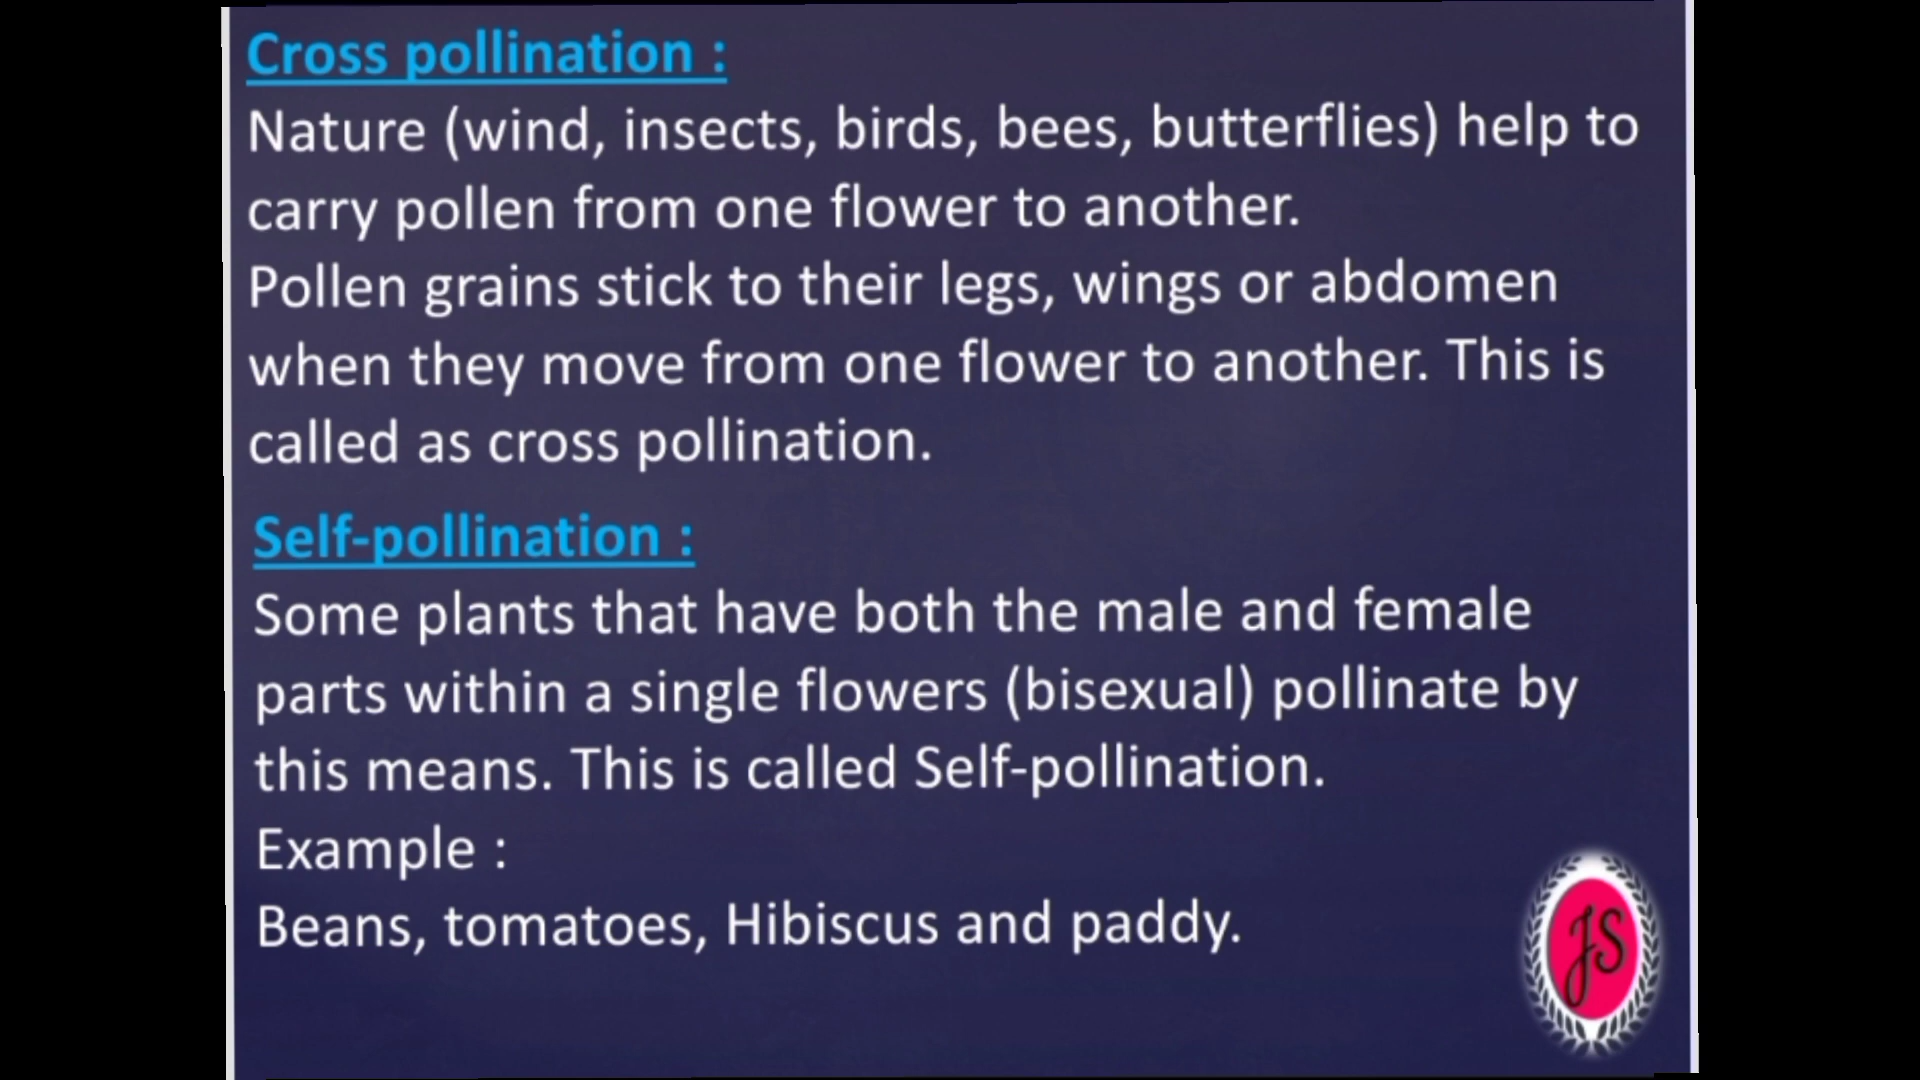 Cross pollination :
Nature (wind, insects, birds, bees, butterflies) help to
carry pollen from one flower to another.
Pollen grains stick to their legs, wings or abdomen
when they move from one flower to another. This is
called as cross pollination.
Self-pollination :
Some plants that have both the male and female
parts within a single flowers (bisexual) pollinate by
this means. This is called Self-pollination.
Example :
Beans, tomatoes, Hibiscus and paddy.
JS